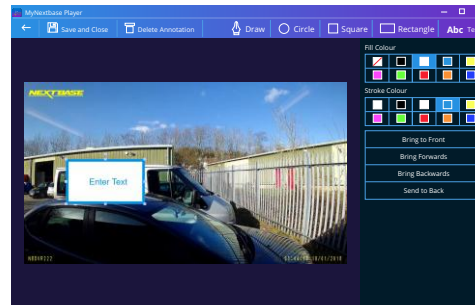 MyNextbase Player
Save and Close Delete Annotation Draw Circle Square Rectangle Abc Te
Fill Colour
NEXTBASE
Stroke Colour
Bring to Front
Bring Forwards
Enter Text
Bring Backwards
Send to Back